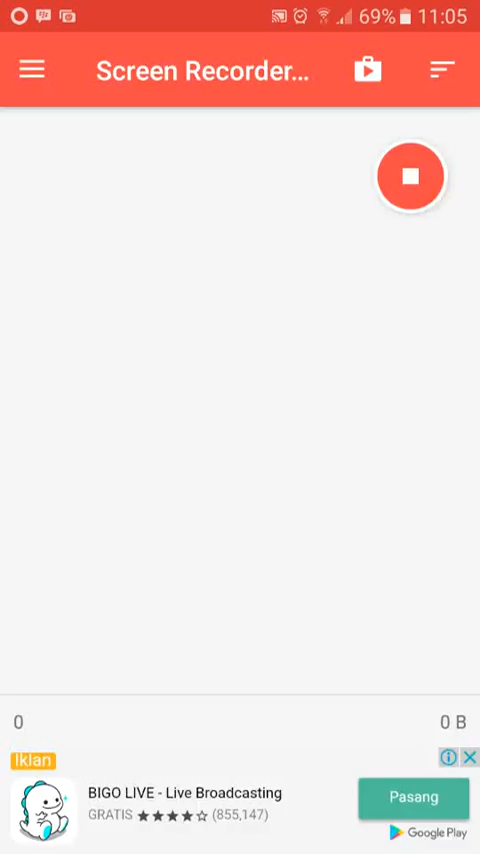 69% 11:05
Screen Recorder...
0 0 B
Iklan
BIGO LIVE - Live Broadcasting
GRATIS (855,147)
Pasang
Google Play